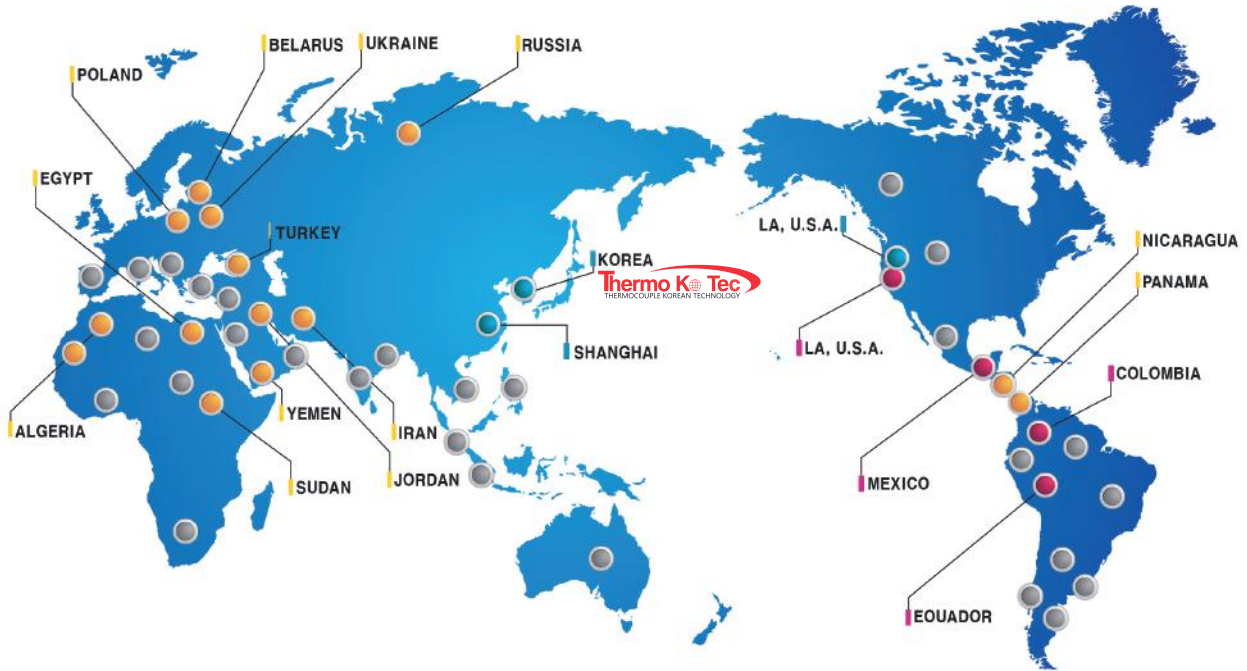 BELARUS
UKRAINE
RUSSIA
POLAND
EGYPT
TURKEY
KOREA
Thermo Ko Tec
THERMOCOUPLE KOREAN TECHNOLOGY
SHANGHAI
ALGERIA
YEMEN
IRAN
SUDAN
JORDAN
LA, U.S.A.
NICARAGUA
PANAMA
LA, U.S.A.
COLOMBIA
MEXICO
EOUADOR